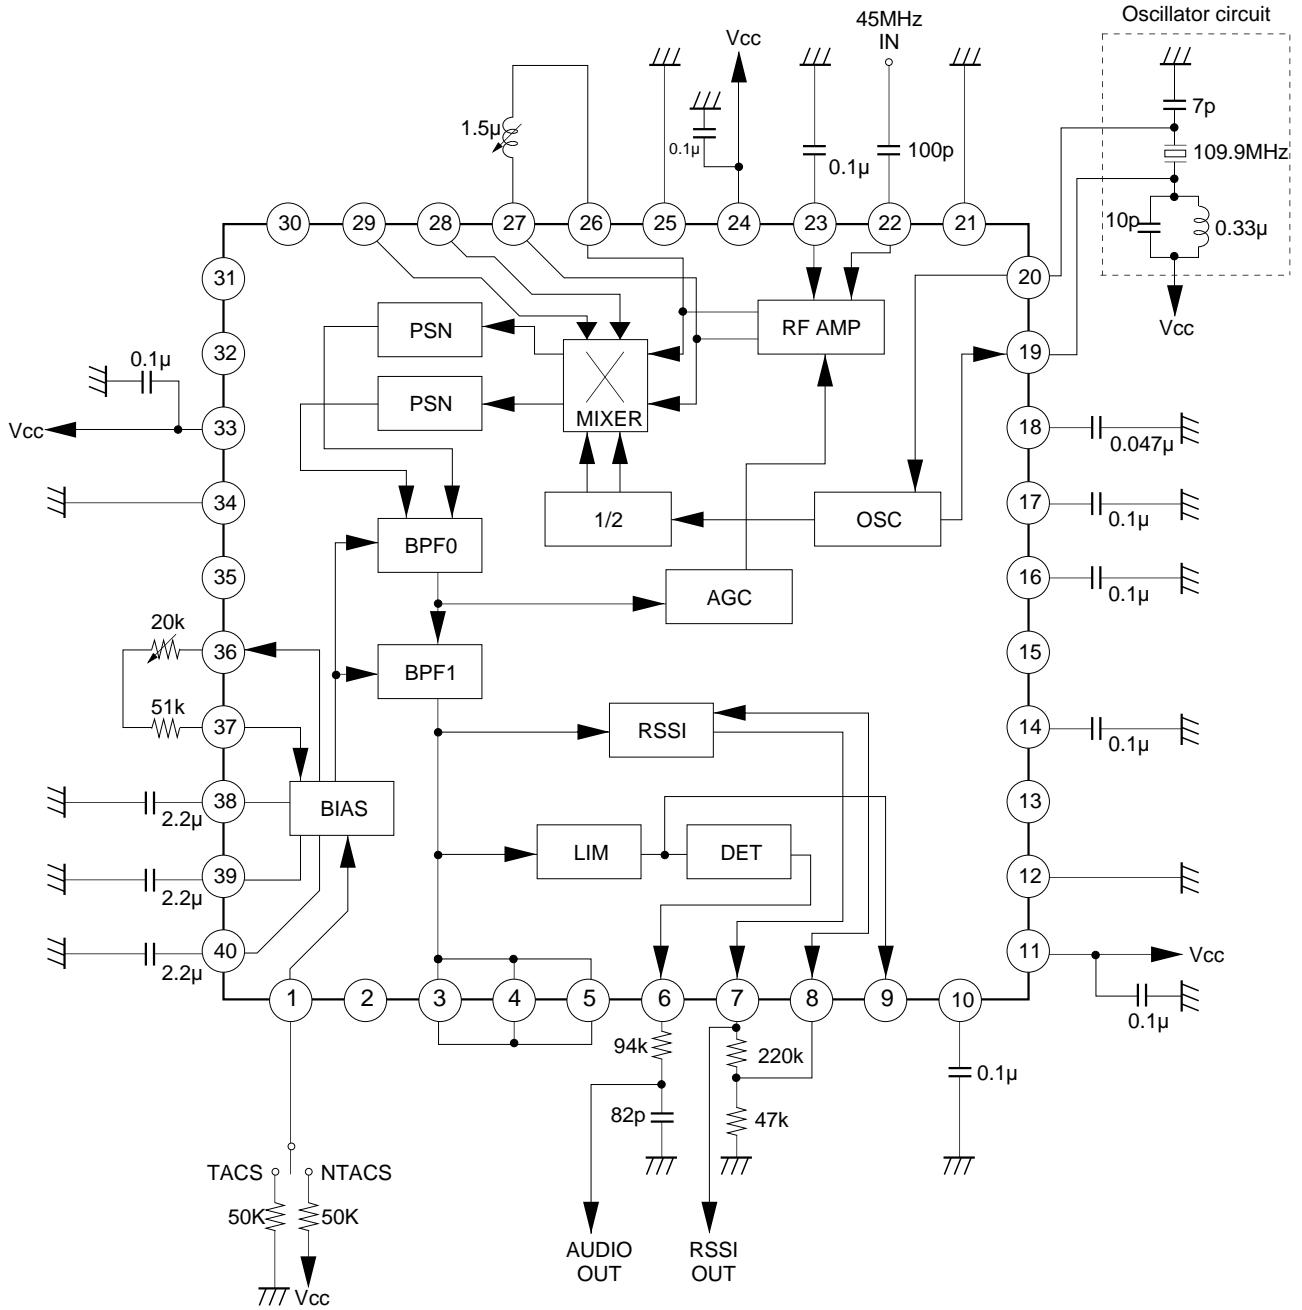 Oscillator circuit
45MHz
IN
Vcc
7p
1.5µ
0.1µ
0.1µ
100p
109.9MHz
10p
0.33µ
Vcc
30
29
28
27
26
25
24
23
22
21
31
20
PSN
RF AMP
32
0.1µ
19
PSN
MIXER
Vcc
33
18
0.047µ
34
1/2
OSC
17
0.1µ
BPF0
35
AGC
16
0.1µ
20k
36
BPF1
15
51k
37
RSSI
14
0.1µ
38
2.2µ
BIAS
13
LIM
DET
39
2.2µ
12
40
2.2µ
11
Vcc
0.1µ
1
2
3
4
5
6
7
8
9
10
94k
220k
0.1µ
82p
47k
TACS
NTACS
50K
50K
Vcc
AUDIO
OUT
RSSI
OUT